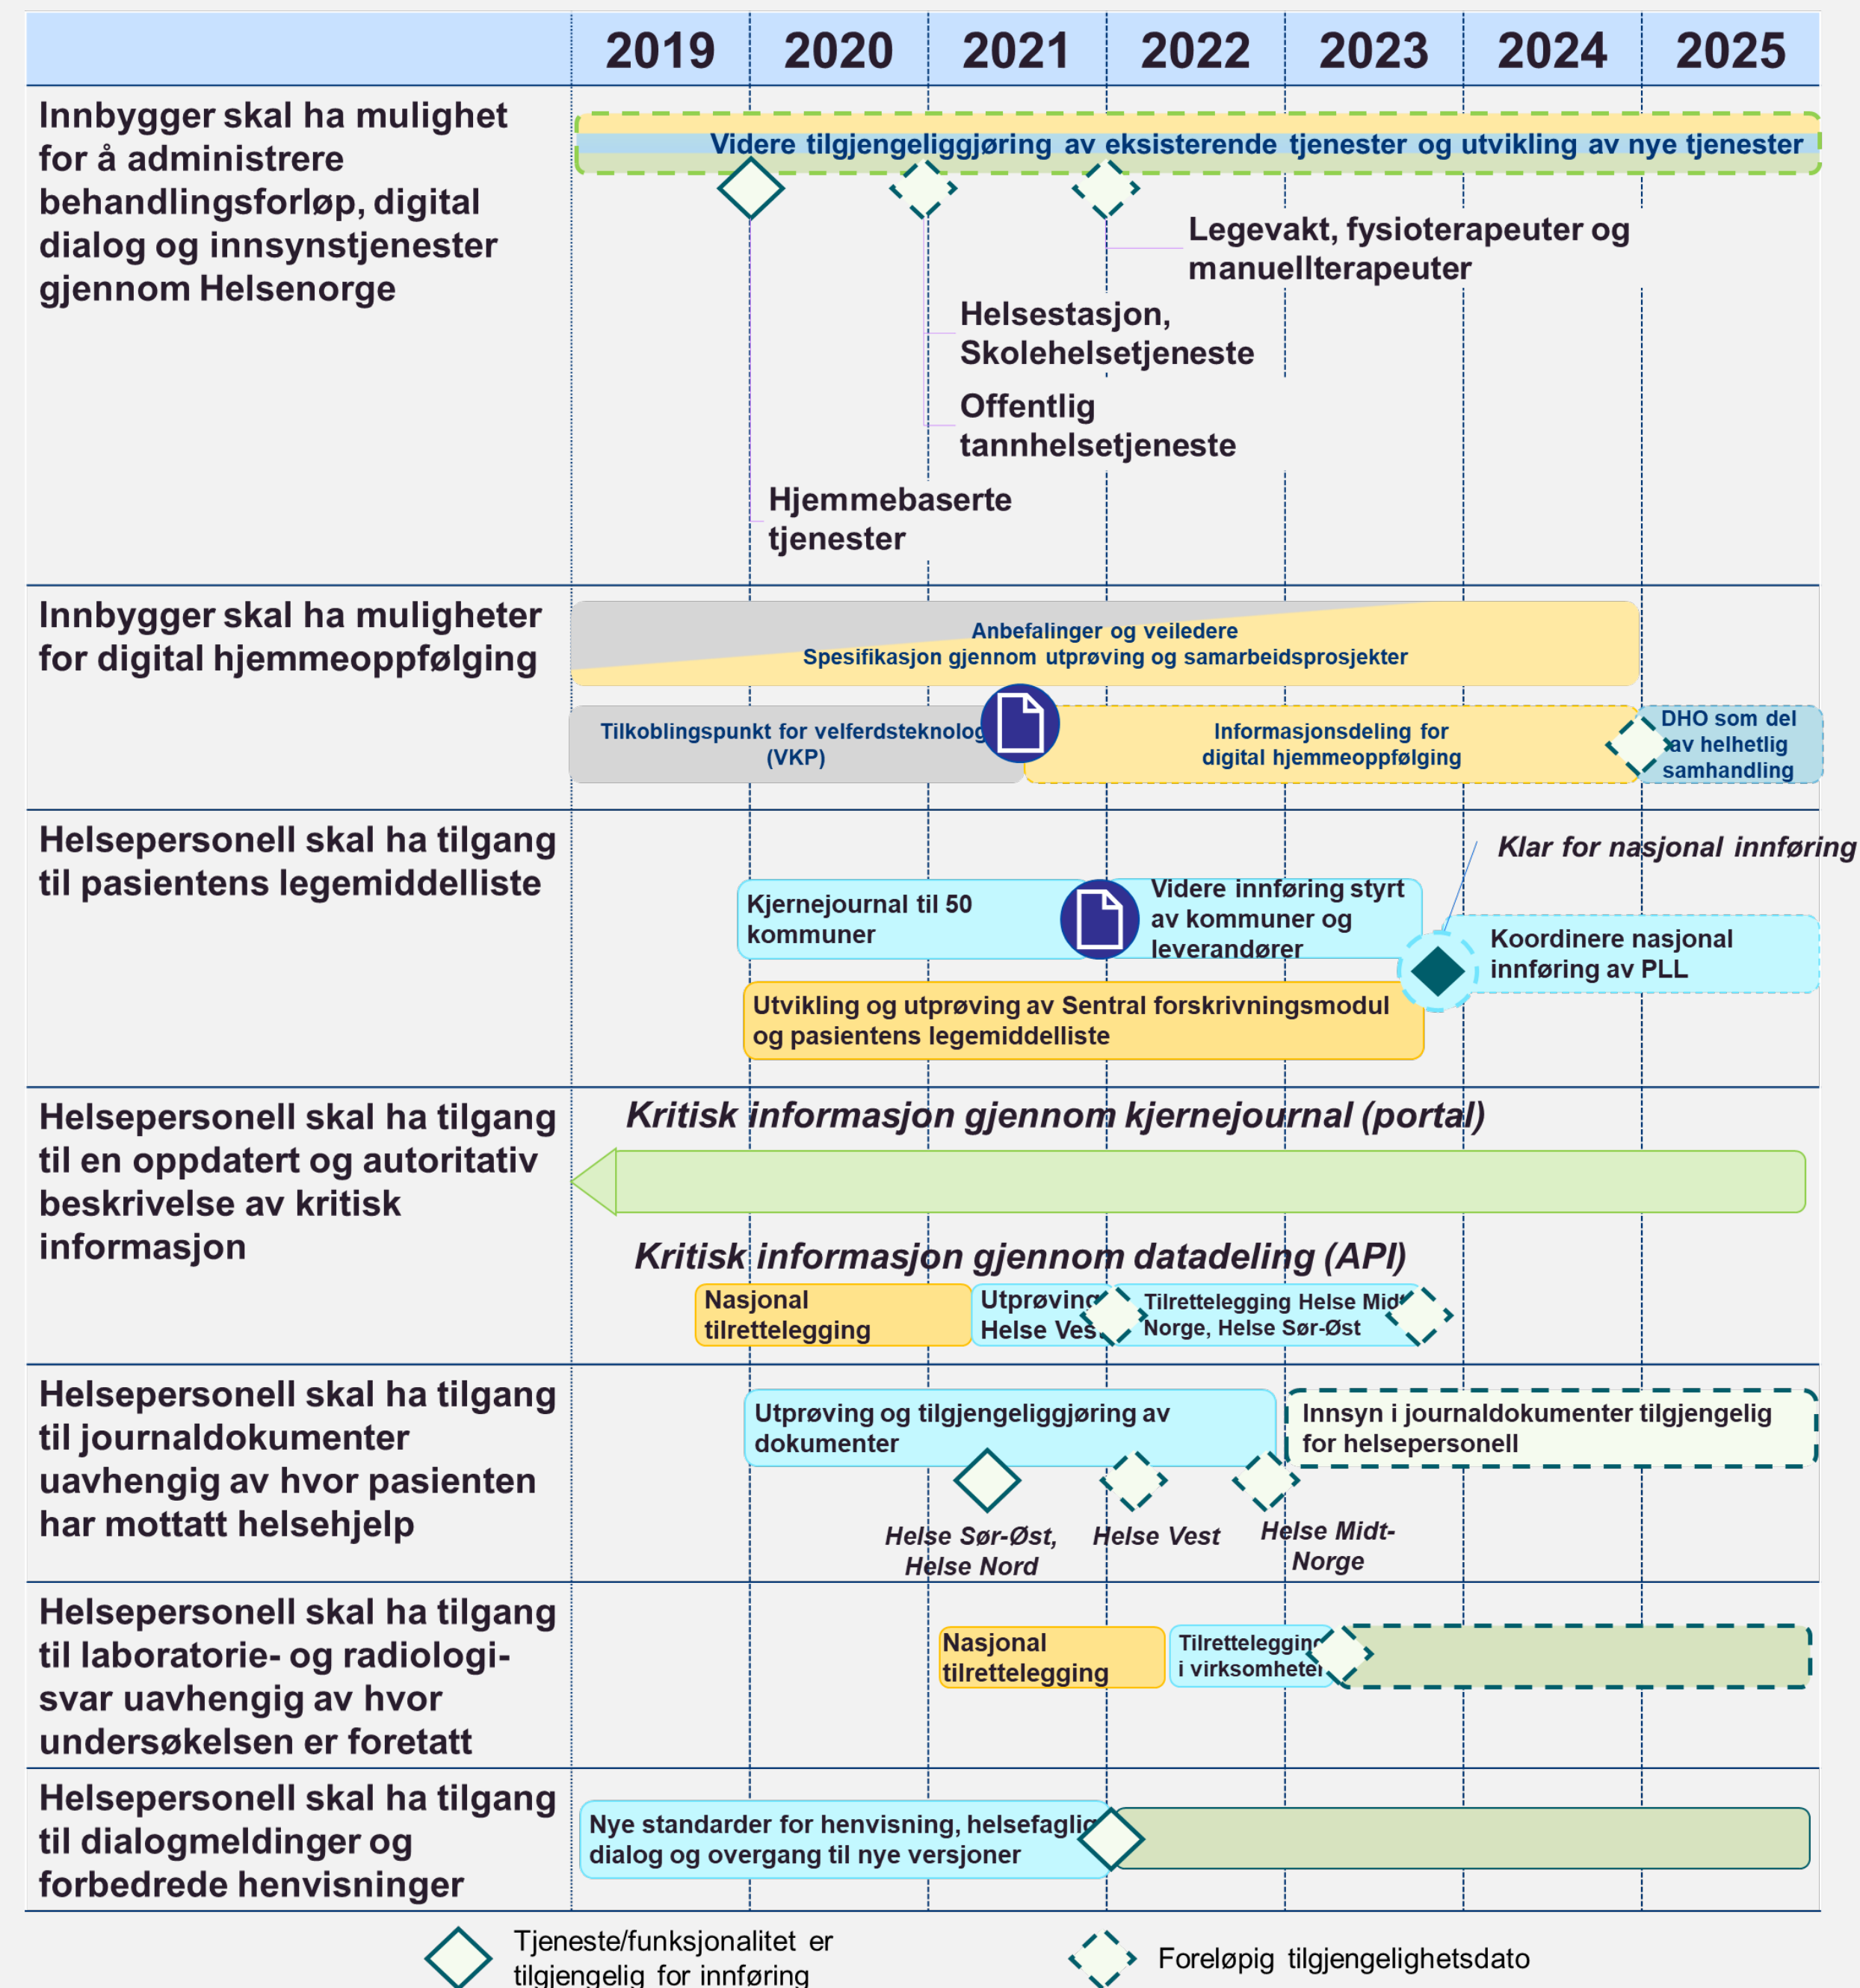 2019 2020 2021 2022 2023 2024 2025
Innbygger skal ha mulighet
for å administrere
behandlingsforløp, digital
dialog og innsynstjenester
gjennom Helsenorge
Videre tilgjengeliggjøring av eksisterende tjenester og utvikling av nye tjenester
Legevakt, fysioterapeuter og
manuellterapeuter
Helsestasjon,
Skolehelsetjeneste
Offentlig
tannhelsetjeneste
Hjemmebaserte
tjenester
Innbygger skal ha muligheter
for digital hjemmeoppfølging
Anbefalinger og veiledere
Spesifikasjon gjennom utprøving og samarbeidsprosjekter
Tilkoblingspunkt for velferdsteknolog
(VKP)
Informasjonsdeling for
digital hjemmeoppfølging
DHO som del
av helhetlig
samhandling
Helsepersonell skal ha tilgang
til pasientens legemiddelliste
Klar for nasjonal innføring
Kjernejournal til 50
kommuner
Videre innføring styrt
av kommuner og
leverandører
Koordinere nasjonal
innføring av PLL
Utvikling og utprøving av Sentral forskrivningsmodul
og pasientens legemiddelliste
Helsepersonell skal ha tilgang
til en oppdatert og autoritativ
beskrivelse av kritisk
informasjon
Kritisk informasjon gjennom kjernejournal (portal)
Kritisk informasjon gjennom datadeling (API)
Nasjonal
tilrettelegging
Utprøving
Helse Vest
Tilrettelegging Helse Midt
Norge, Helse Sør-Øst
Helsepersonell skal ha tilgang
til journaldokumenter
uavhengig av hvor pasienten
har mottatt helsehjelp
Utprøving og tilgjengeliggjøring av
dokumenter
Innsyn i journaldokumenter tilgjengelig
for helsepersonell
Helse Sør-Øst,
Helse Nord
Helse Vest
Helse Midt-
Norge
Helsepersonell skal ha tilgang
til laboratorie- og radiologi-
svar uavhengig av hvor
undersøkelsen er foretatt
Nasjonal
tilrettelegging
Tilrettelegging
i virksomheter
Helsepersonell skal ha tilgang
til dialogmeldinger og
forbedrede henvisninger
Nye standarder for henvisning, helsefaglig
dialog og overgang til nye versjoner
Tjeneste/funksjonalitet er
tilgjengelig for innføring
Foreløpig tilgjengelighetsdato